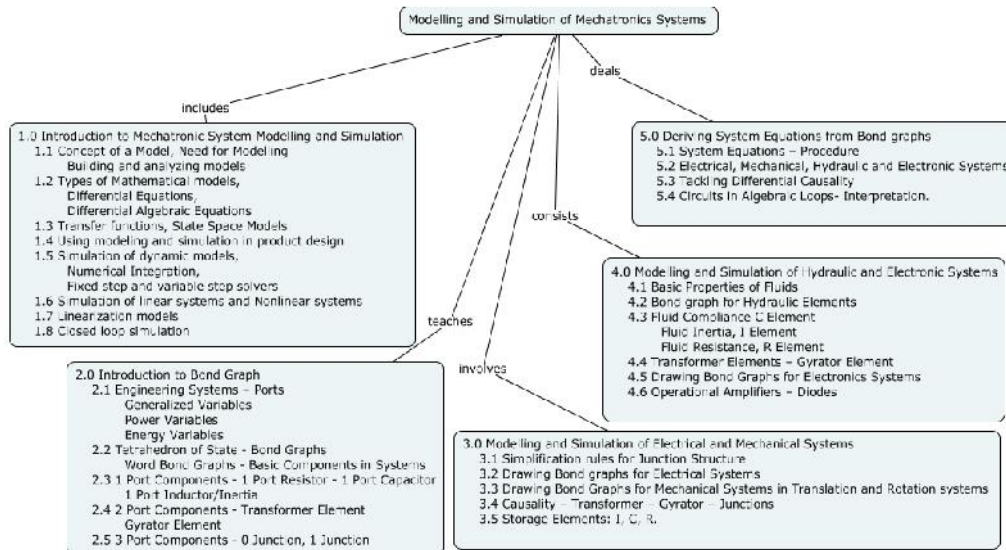 Modelling and Simulation of Mechatronics Systems
includes
1.0 Introduction to Mechatronic System Modelling and Simulation
1.1 Concept of a Model, Need for Modelling
Building and analyzing models
1.2 Types of Mathematical models,
Differential Equations,
Differential Algebraic Equations
1.3 Transfer functions, State Space Models
1.4 Using modeling and simulation in product design
1.5 Simulation of dynamic models,
Numerical Integration,
Fixed step and variable step solvers
1.6 Simulation of linear systems and Nonlinear systems
1.7 Linearization models
1.8 Closed loop simulation
teaches
2.0 Introduction to Bond Graph
2.1 Engineering Systems – Ports
Generalized Variables
Power Variables
Energy Variables
2.2 Tetrahedron of State - Bond Graphs
Word Bond Graphs - Basic Components in Systems
2.3 1 Port Components - 1 Port Resistor - 1 Port Capacitor
1 Port Inductor/Inertia
2.4 2 Port Components - Transformer Element
Gyrator Element
2.5 3 Port Components - 0 Junction, 1 Junction
involves
3.0 Modelling and Simulation of Electrical and Mechanical Systems
3.1 Simplification rules for Junction Structure
3.2 Drawing Bond graphs for Electrical Systems
3.3 Drawing Bond Graphs for Mechanical Systems in Translation and Rotation systems
3.4 Causality – Transformer – Gyrator – Junctions
3.5 Storage Elements: I, C, R.
consists
4.0 Modelling and Simulation of Hydraulic and Electronic Systems
4.1 Basic Properties of Fluids
4.2 Bond graph for Hydraulic Elements
4.3 Fluid Compliance C Element
Fluid Inertia, I Element
Fluid Resistance, R Element
4.4 Transformer Elements – Gyrator Element
4.5 Drawing Bond Graphs for Electronics Systems
4.6 Operational Amplifiers – Diodes
deals
5.0 Deriving System Equations from Bond graphs
5.1 System Equations – Procedure
5.2 Electrical, Mechanical, Hydraulic and Electronic Systems
5.3 Tackling Differential Causality
5.4 Circuits in Algebraic Loops- Interpretation.